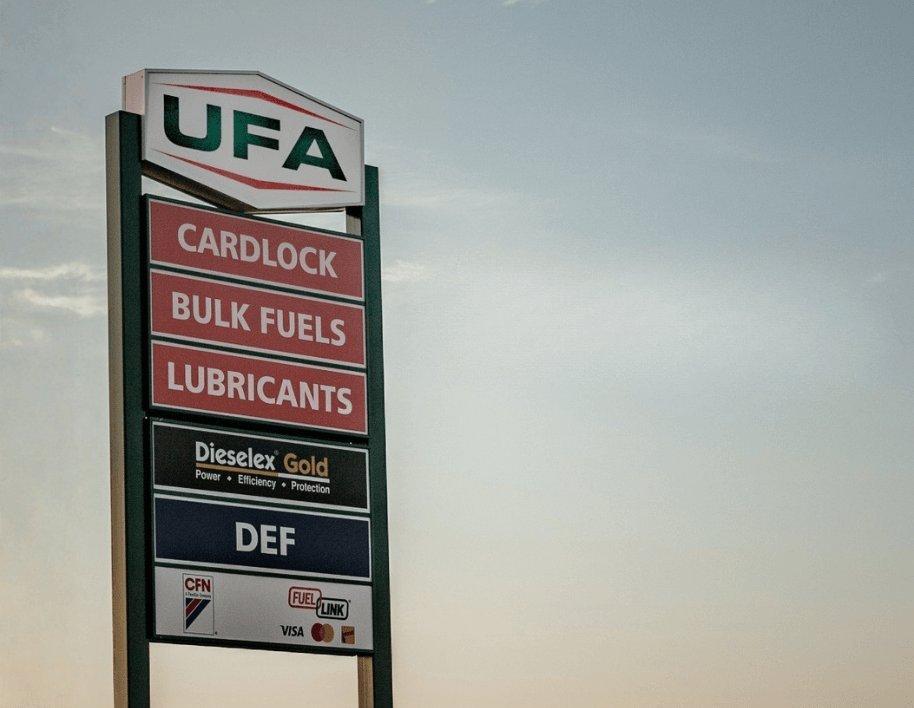 UFA
CARDLOCK
BULK FUELS
LUBRICANTS
Dieselex® Gold
Power • Efficiency • Protection
DEF
CFN
FUEL
LINK
VISA